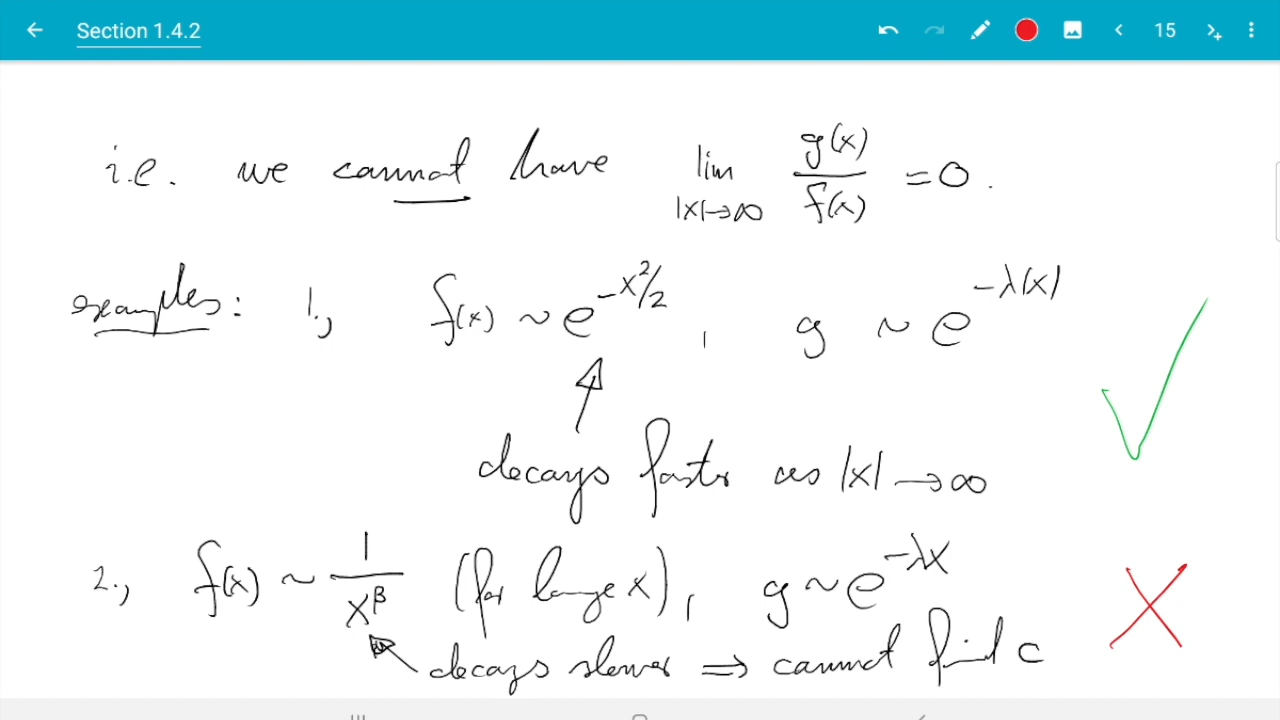 Section 1.4.2
15
i.e. we cannot have lim |x|→∞ g(x)/f(x) = 0.
examples: 1., f(x) ~ e^{-x²/2}, g ~ e^{-λ|x|}
decays faster as |x| → ∞
2., f(x) ~ 1/x^β (for large x), g ~ e^{-λx}
decays slower ⇒ cannot find c